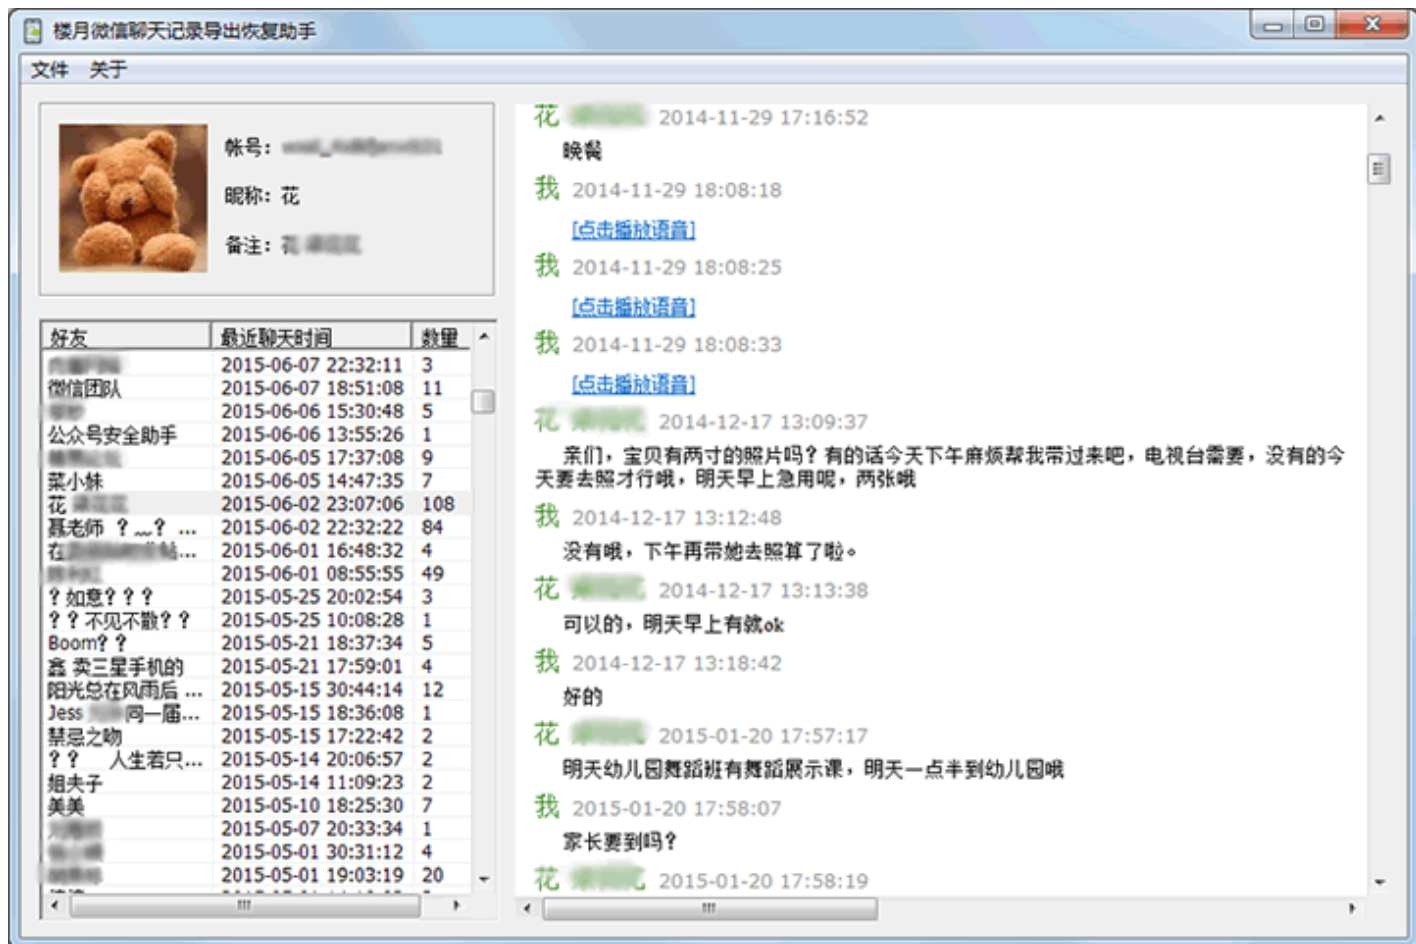 楼月微信聊天记录导出恢复助手
文件 关于
帐号:
昵称: 花
备注: 花
好友 最近聊天时间 数量
2015-06-07 22:32:11 3
微信团队 2015-06-07 18:51:08 11
2015-06-06 15:30:48 5
公众号安全助手 2015-06-06 13:55:26 1
2015-06-05 17:37:08 9
菜小妹 2015-06-05 14:47:35 7
花 2015-06-02 23:07:06 108
聂老师 ? ﹏? ... 2015-06-02 22:32:22 84
在 帖... 2015-06-01 16:48:32 4
2015-06-01 08:55:55 49
? 如意? ? ? 2015-05-25 20:02:54 3
? ? 不见不散? ? 2015-05-25 10:08:28 1
Boom? ? 2015-05-21 18:37:34 5
鑫 卖三星手机的 2015-05-21 17:59:01 4
阳光总在风雨后 ... 2015-05-15 30:44:14 12
Jess 同一届... 2015-05-15 18:36:08 1
禁忌之吻 2015-05-15 17:22:42 2
? ? 人生若只... 2015-05-14 20:06:57 2
姐夫子 2015-05-14 11:09:23 2
美美 2015-05-10 18:25:30 7
2015-05-07 20:33:34 1
2015-05-01 30:31:12 4
2015-05-01 19:03:19 20
花 2014-11-29 17:16:52
晚餐
我 2014-11-29 18:08:18
[点击播放语音]
我 2014-11-29 18:08:25
[点击播放语音]
我 2014-11-29 18:08:33
[点击播放语音]
花 2014-12-17 13:09:37
亲们，宝贝有两寸的照片吗? 有的话今天下午麻烦帮我带过来吧，电视台需要，没有的今
天要去照才行哦，明天早上急用呢，两张哦
我 2014-12-17 13:12:48
没有哦，下午再带她去照算了啦。
花 2014-12-17 13:13:38
可以的，明天早上有就ok
我 2014-12-17 13:18:42
好的
花 2015-01-20 17:57:17
明天幼儿园舞蹈班有舞蹈展示课，明天一点半到幼儿园哦
我 2015-01-20 17:58:07
家长要到吗?
花 2015-01-20 17:58:19